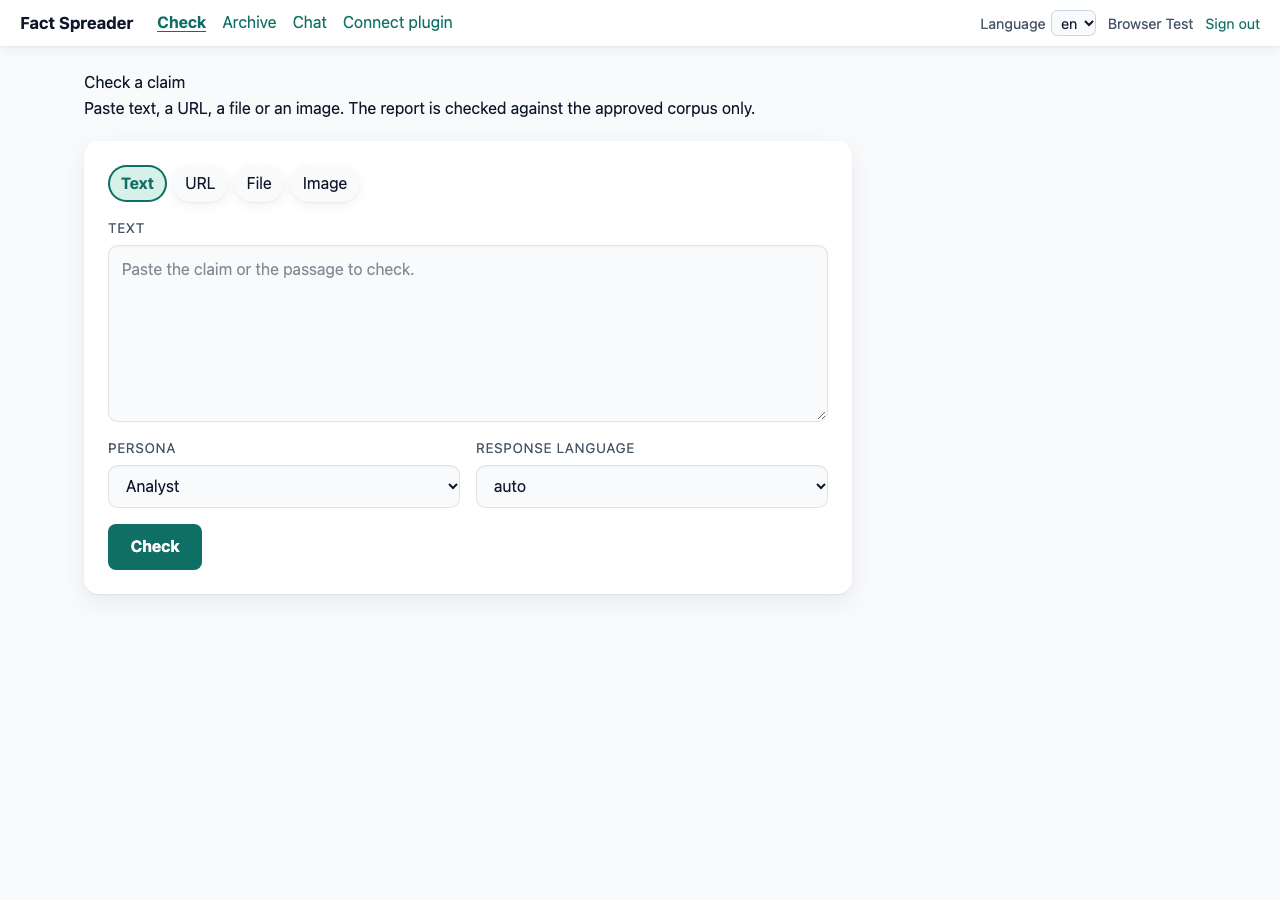 Fact Spreader Check Archive Chat Connect plugin Language en Browser Test Sign out
Check a claim
Paste text, a URL, a file or an image. The report is checked against the approved corpus only.
Text URL File Image
TEXT
Paste the claim or the passage to check.
PERSONA RESPONSE LANGUAGE
Analyst auto
Check